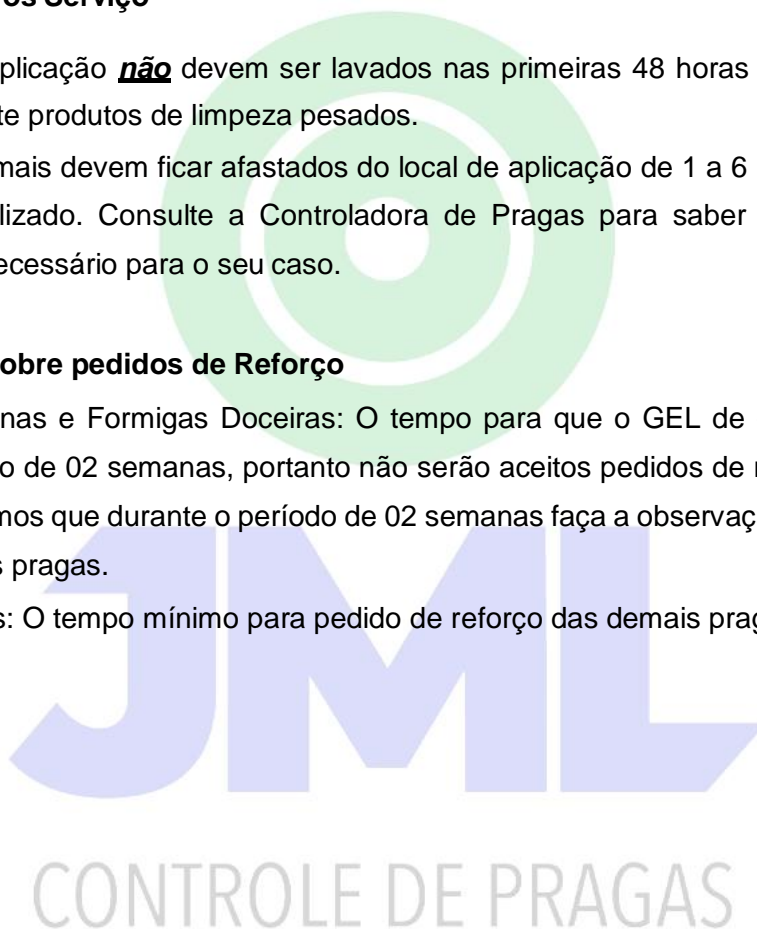 os Serviço
plicação não devem ser lavados nas primeiras 48 horas
te produtos de limpeza pesados.
mais devem ficar afastados do local de aplicação de 1 a 6
lizado. Consulte a Controladora de Pragas para saber
ecessário para o seu caso.
obre pedidos de Reforço
nas e Formigas Doceiras: O tempo para que o GEL de
o de 02 semanas, portanto não serão aceitos pedidos de r
mos que durante o período de 02 semanas faça a observaç
s pragas.
s: O tempo mínimo para pedido de reforço das demais prag
JML
CONTROLE DE PRAGAS